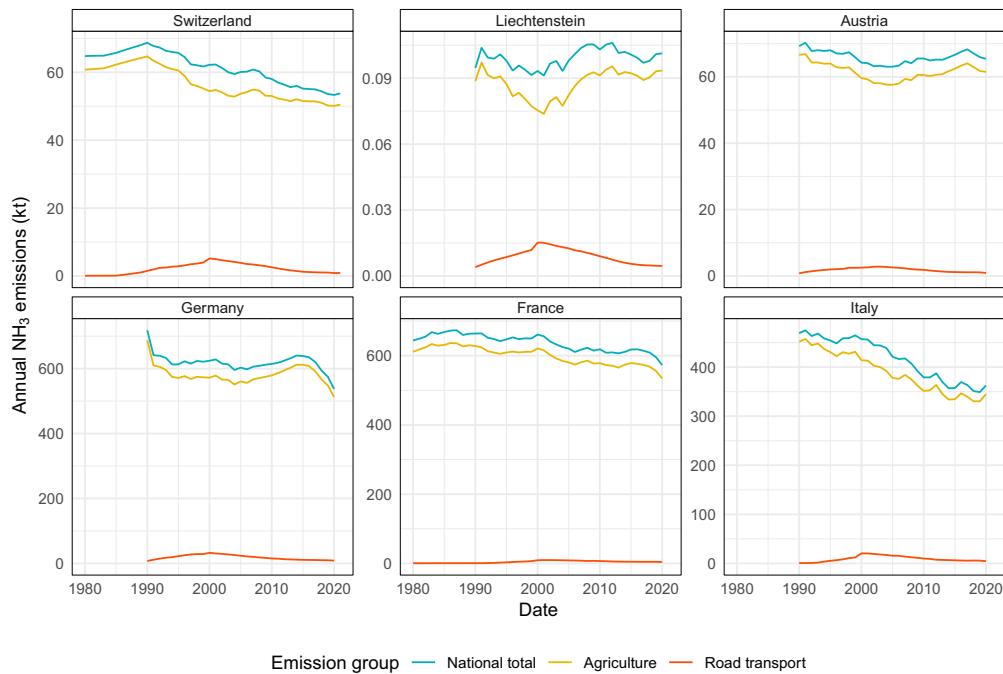 Switzerland
Liechtenstein
Austria
60
40
20
0
0.09
0.06
0.03
0.00
60
40
20
0
Germany
France
Italy
600
400
200
0
600
400
200
0
400
300
200
100
0
1980 1990 2000 2010 2020
1980 1990 2000 2010 2020
1980 1990 2000 2010 2020
Annual NH₃ emissions (kt)
Date
Emission group National total Agriculture Road transport